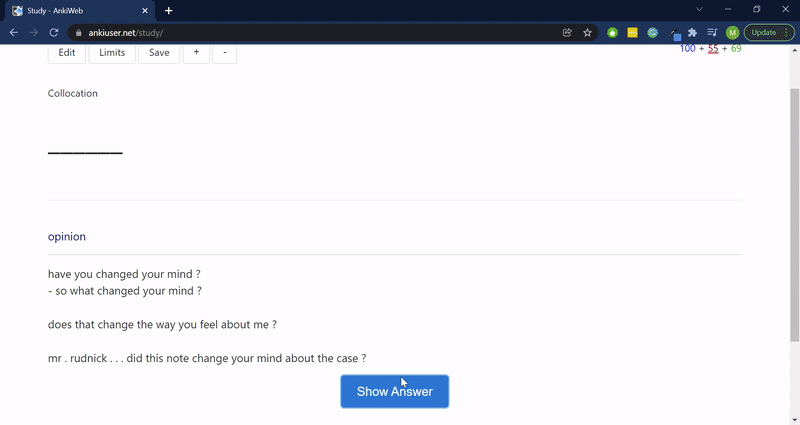 Study - AnkiWeb
ankiuser.net/study/
M
Update
Edit
Limits
Save
+
-
100 + 55 + 69
Collocation
______
opinion
have you changed your mind ?
- so what changed your mind ?
does that change the way you feel about me ?
mr . rudnick . . . did this note change your mind about the case ?
Show Answer